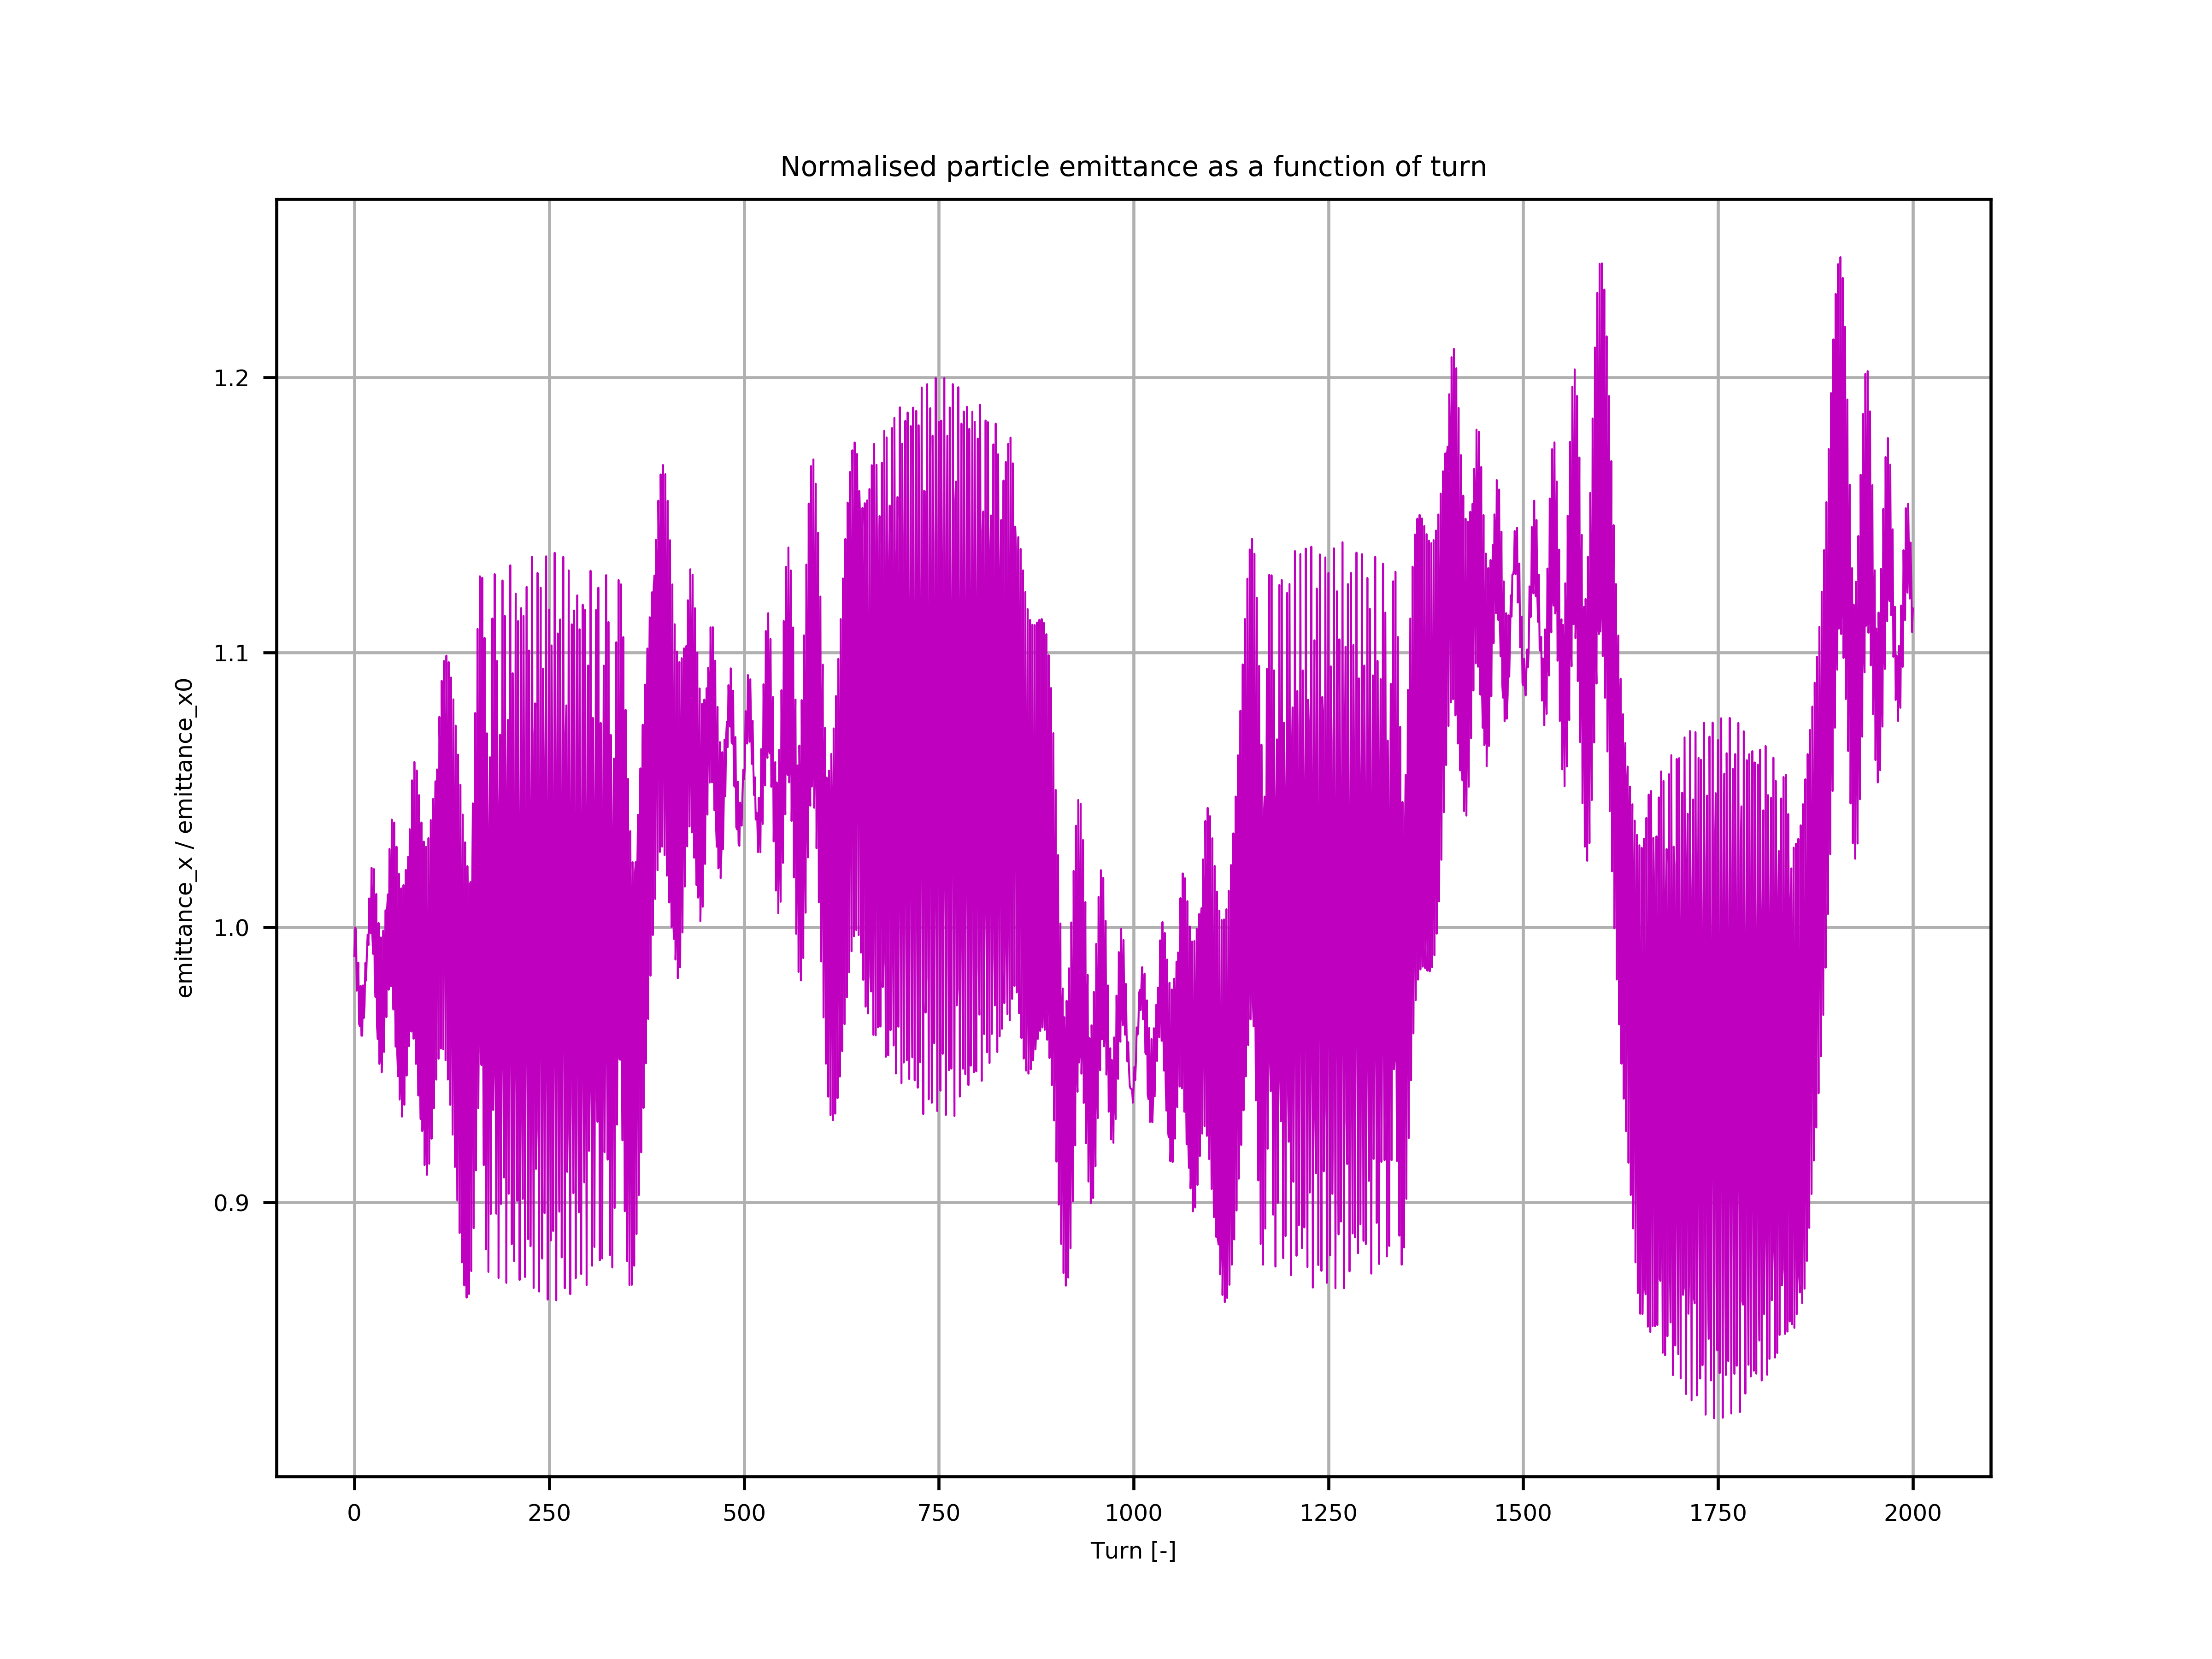 Normalised particle emittance as a function of turn
emittance_x / emittance_x0
1.2
1.1
1.0
0.9
0 250 500 750 1000 1250 1500 1750 2000
Turn [-]